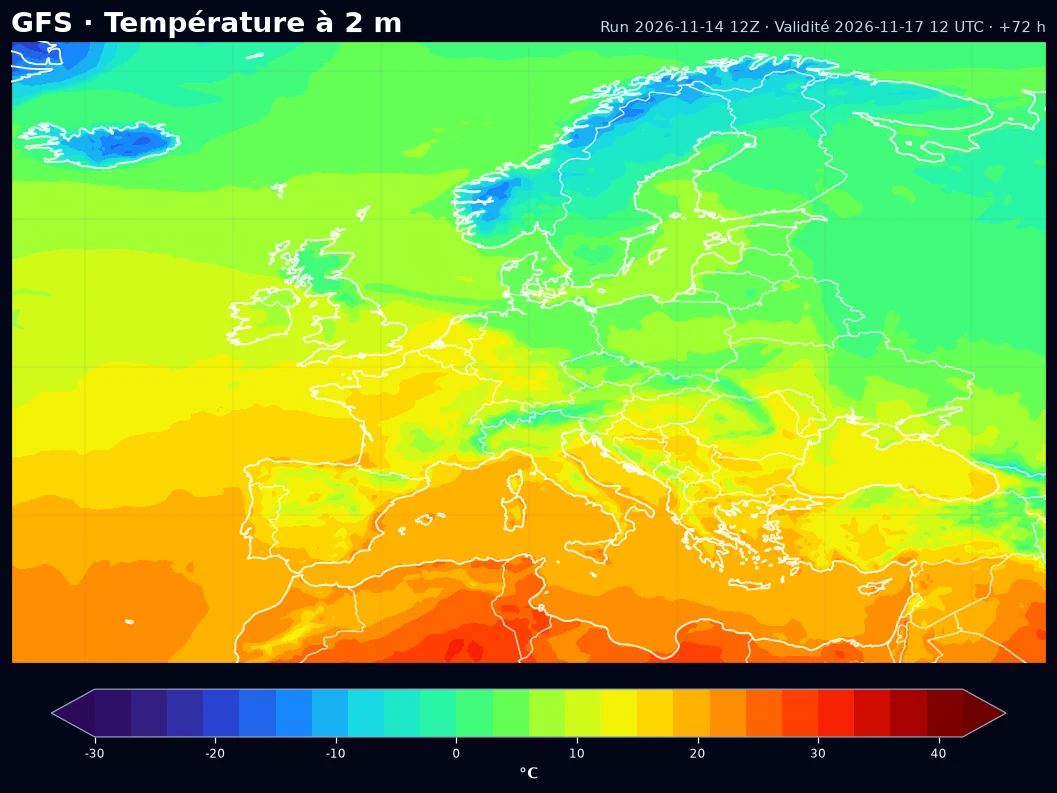 GFS · Température à 2 m
Run 2026-11-14 12Z · Validité 2026-11-17 12 UTC · +72 h
-30 -20 -10 0 10 20 30 40
°C